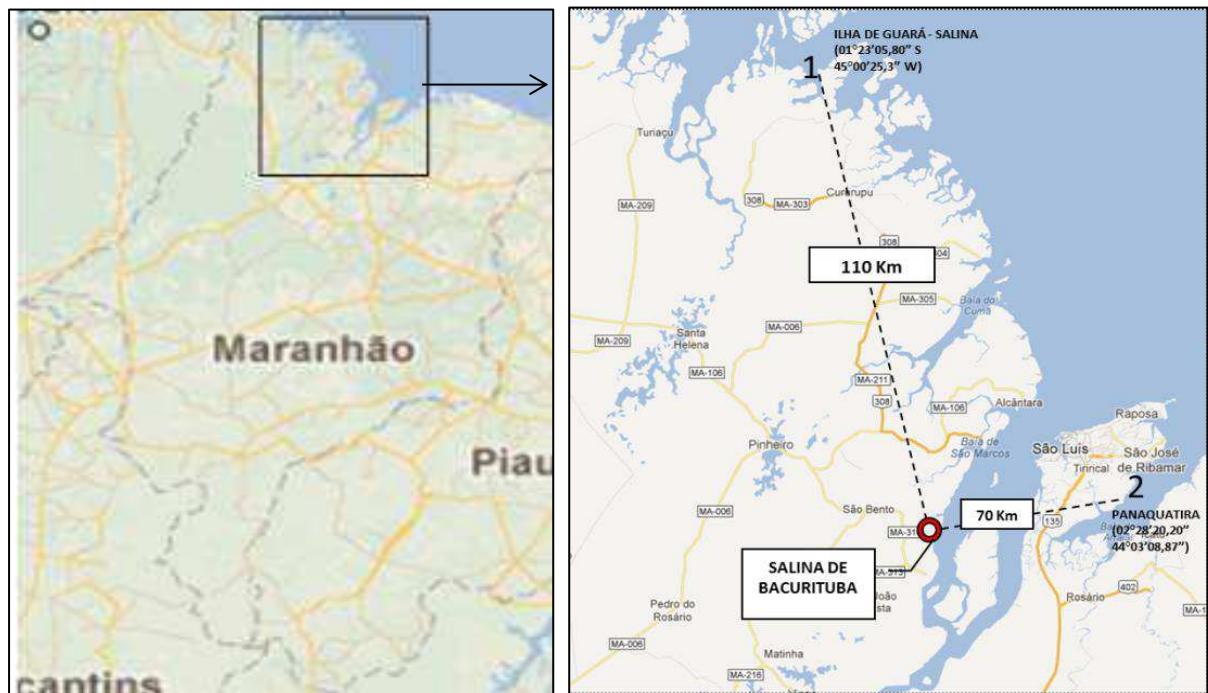 Maranhão
Piau
cantins
1
ILHA DE GUARÁ - SALINA
(01°23'05,80" S
45°00'25,3" W)
Turiaçu
MA-209
308
MA-303
Cururupu
308
110 Km
MA-305
Baía do
Cumã
MA-006
Santa
Helena
MA-209
MA-106
MA-211
308
MA-106
Alcântara
Raposa
Pinheiro
Baía de
São Marcos
São Luís
São José
de Ribamar
Tirirical
2
MA-006
São Bento
70 Km
135
PANAQUATIRA
(02°28'20,20"
44°03'08,87")
MA-31
SALINA DE
BACURITUBA
Rosário
402
Pedro do
Rosário
MA-006
Matinha
MA-216